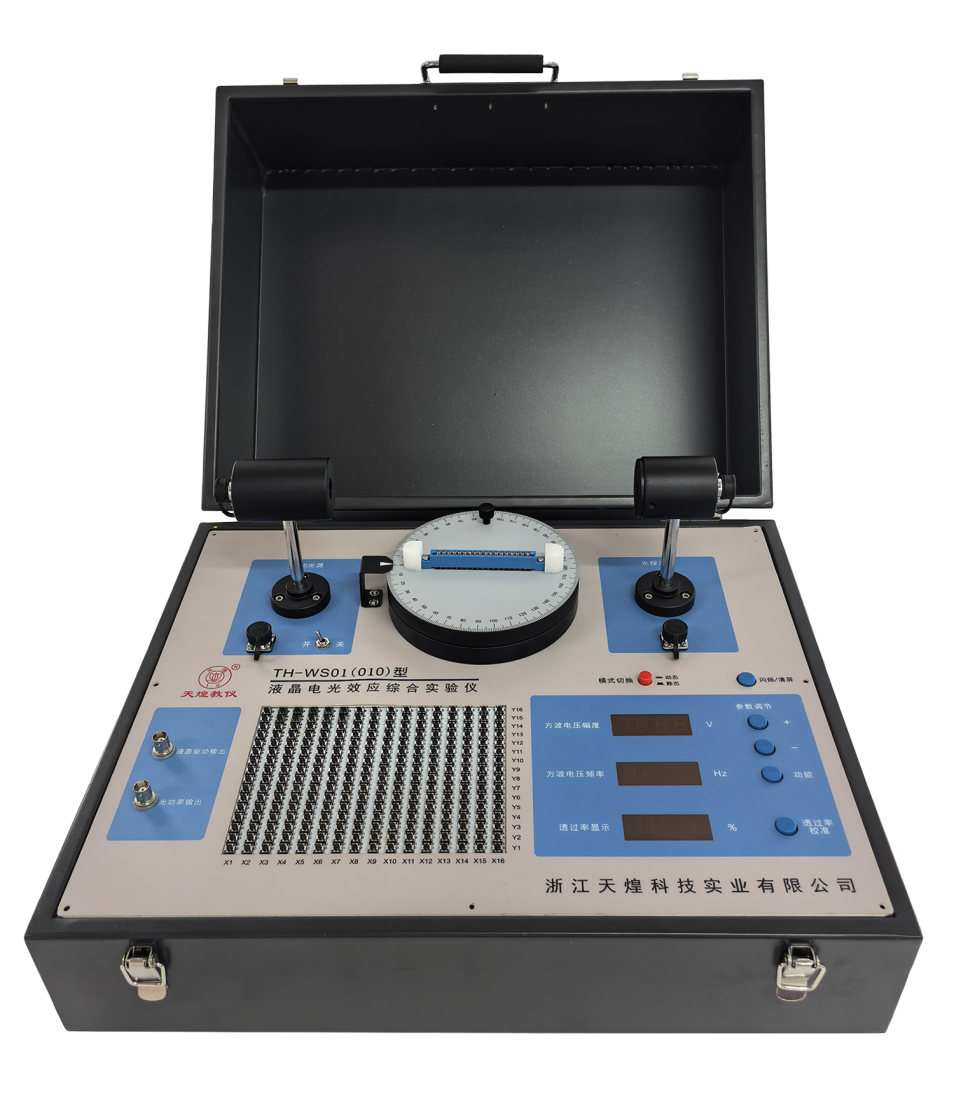 光源
开 关
天煌教仪
®
TH-WS01(010)型
液晶电光效应综合实验仪
模式切换
动态
静态
闪烁/清屏
液晶驱动输出
光功率输出
Y16
Y15
Y14
Y13
Y12
Y11
Y10
Y9
Y8
Y7
Y6
Y5
Y4
Y3
Y2
Y1
X1 X2 X3 X4 X5 X6 X7 X8 X9 X10 X11 X12 X13 X14 X15 X16
参数调节
方波电压幅度 V +
−
方波电压频率 Hz 功能
透过率显示 % 透过率
校准
浙江天煌科技实业有限公司